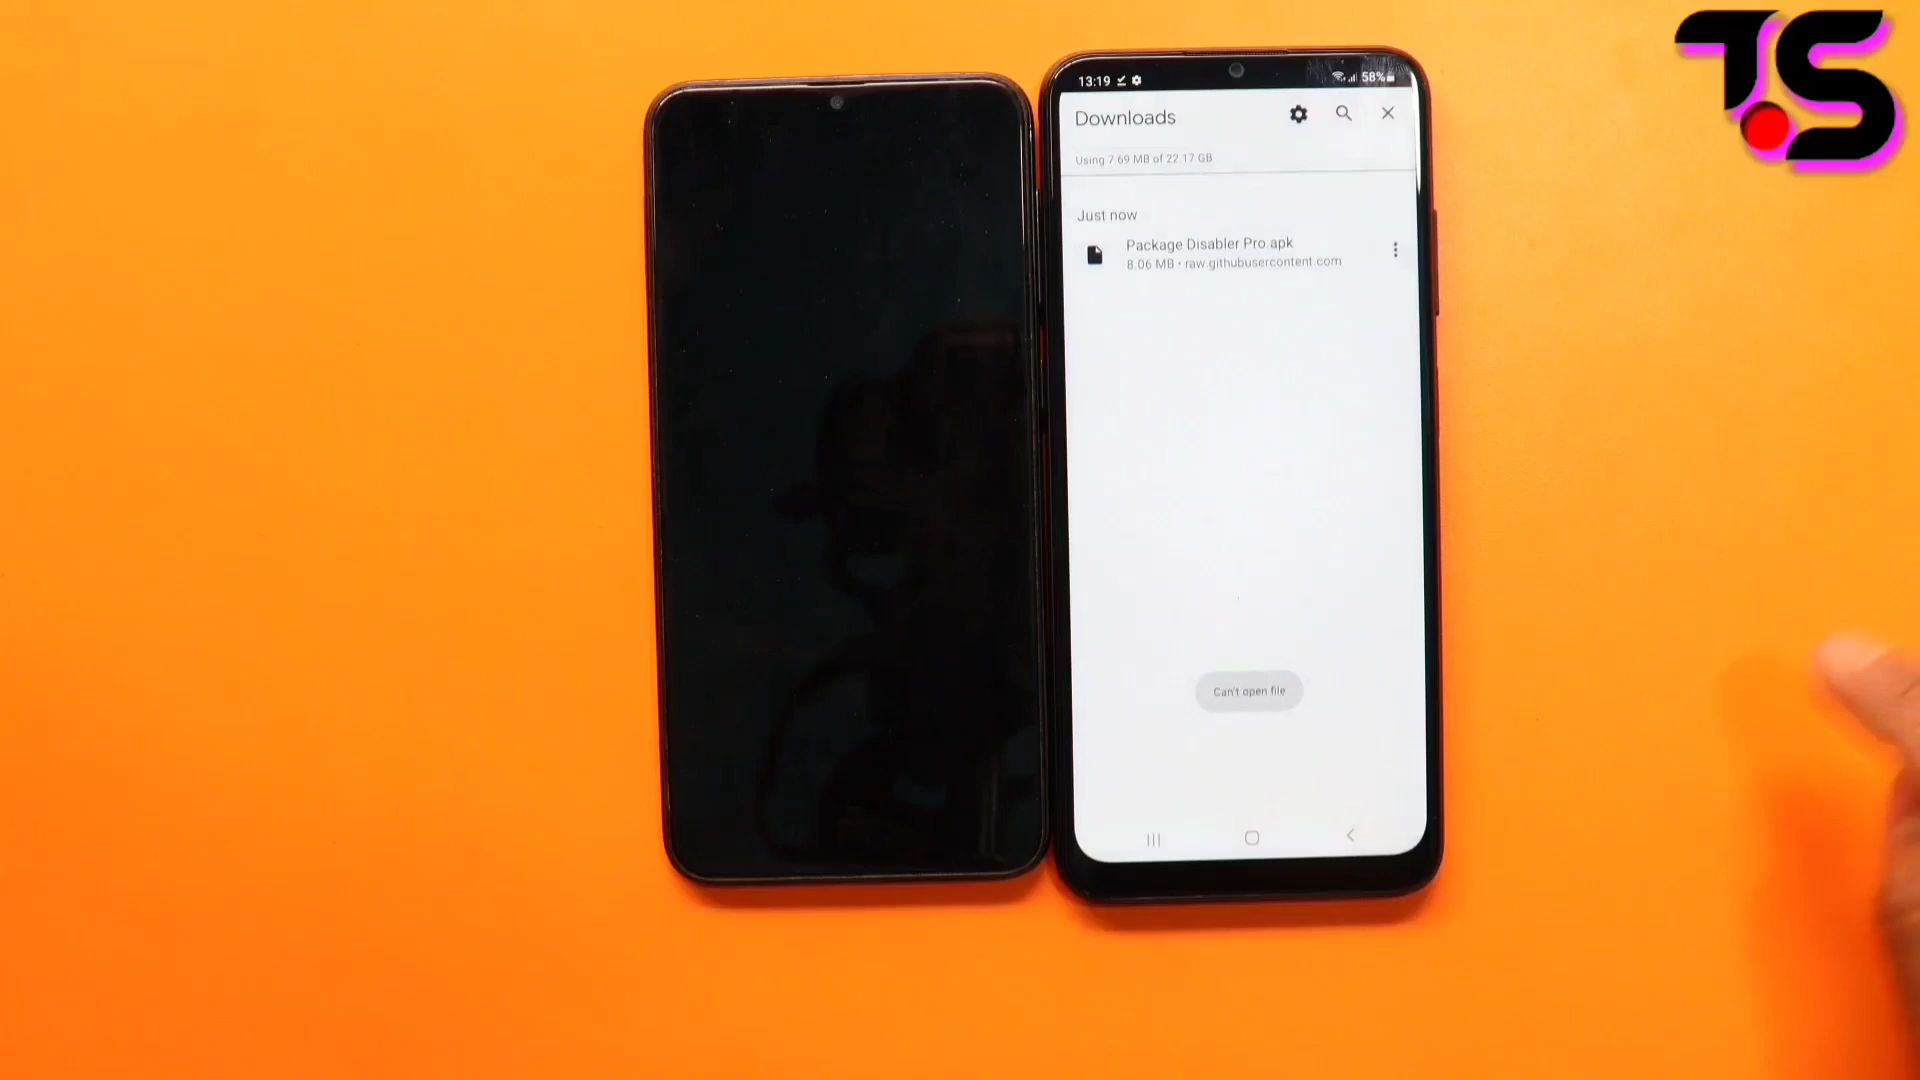 TS
13:19
58%
Downloads
Using 7.69 MB of 22.17 GB
Just now
Package Disabler Pro.apk
8.06 MB • raw.githubusercontent.com
Can't open file